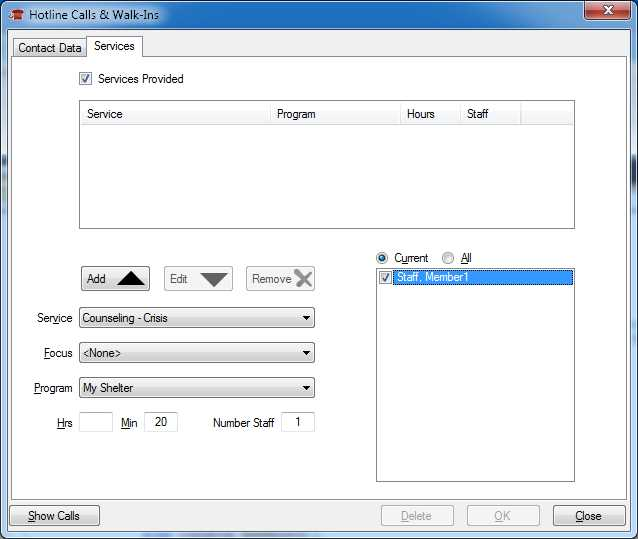 Hotline Calls & Walk-Ins
Contact Data Services
Services Provided
Service Program Hours Staff
Current All
Add Edit Remove
Staff, Member1
Service Counseling - Crisis
Focus <None>
Program My Shelter
Hrs Min 20 Number Staff 1
Show Calls Delete OK Close